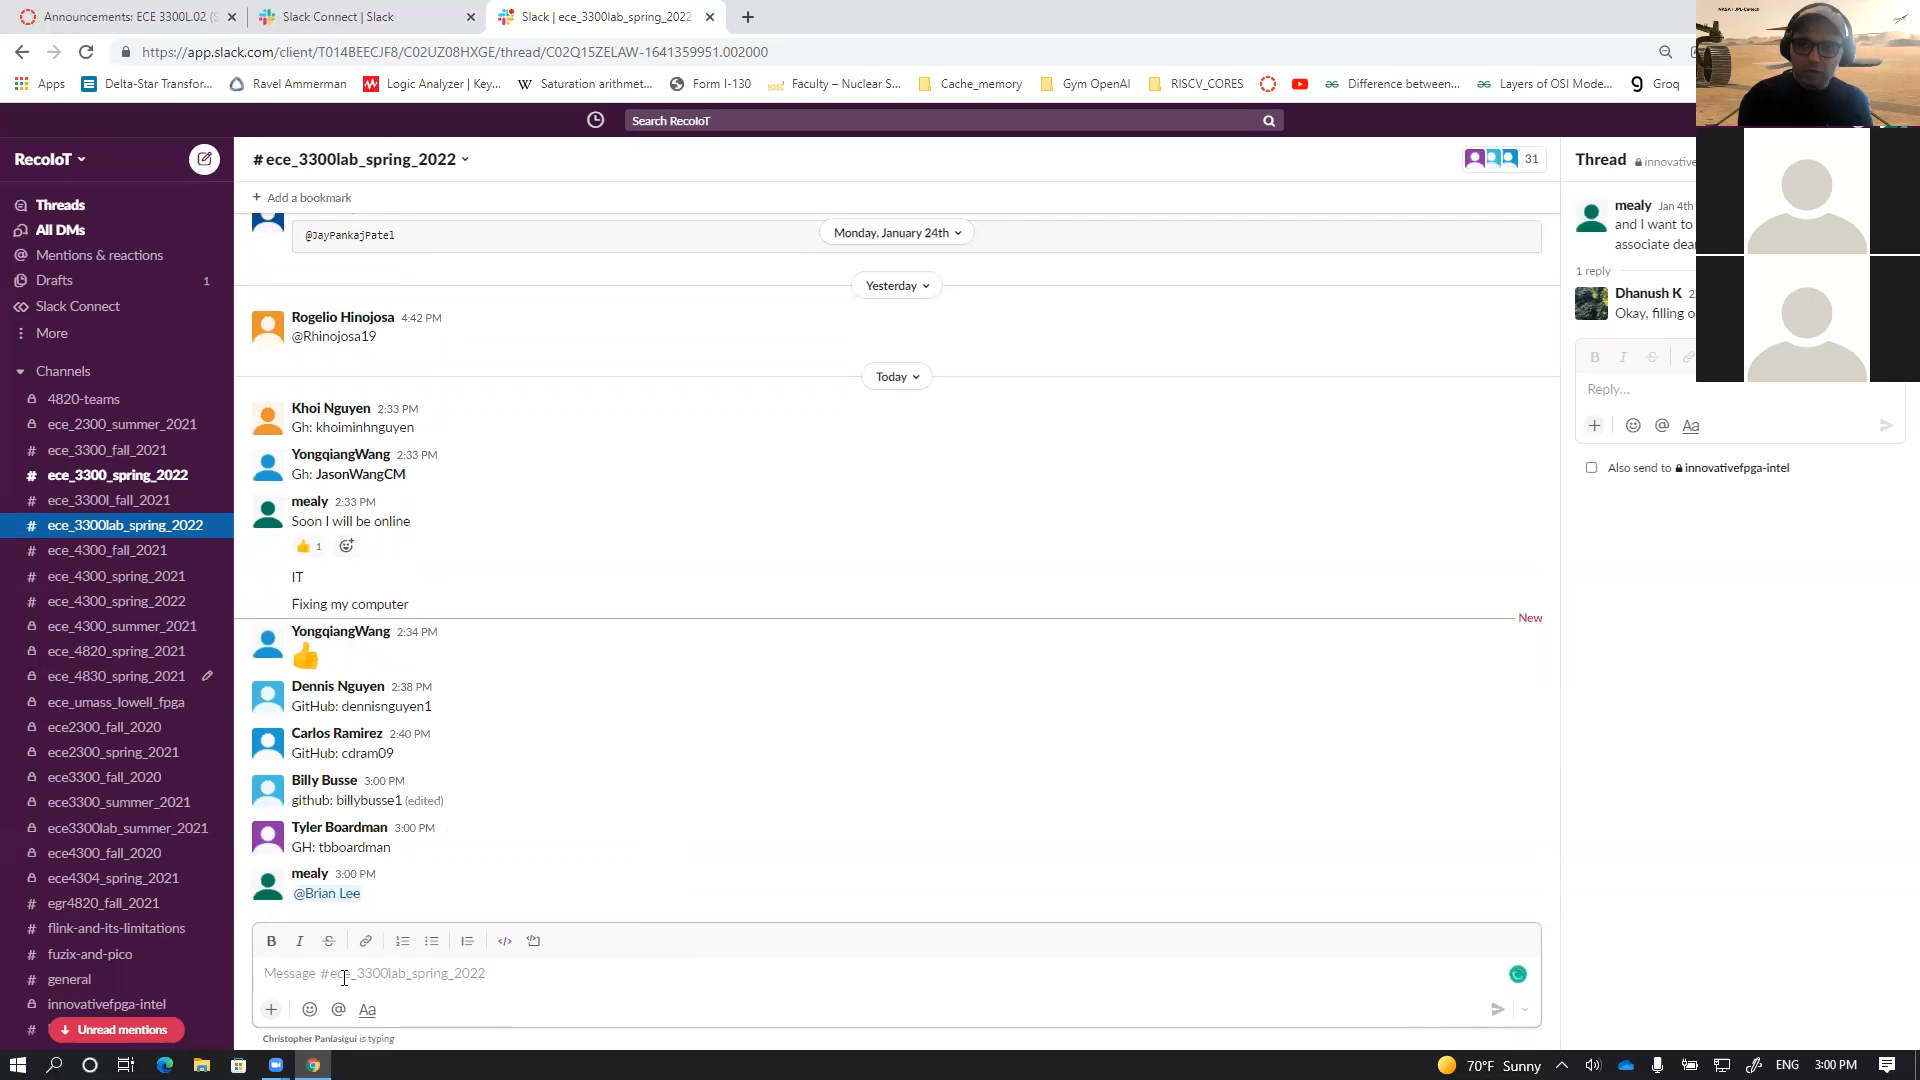 Announcements: ECE 3300L.02 (S
Slack Connect | Slack
Slack | ece_3300lab_spring_2022
NASA / JPL-Caltech
https://app.slack.com/client/T014BEECJF8/C02UZ08HXGE/thread/C02Q15ZELAW-1641359951.002000
Apps
Delta-Star Transfor...
Ravel Ammerman
Logic Analyzer | Key...
Saturation arithmet...
Form I-130
Faculty – Nuclear S...
Cache_memory
Gym OpenAI
RISCV_CORES
Difference between...
Layers of OSI Mode...
Groq
Search RecoIoT
RecoIoT
Threads
All DMs
Mentions & reactions
Drafts 1
Slack Connect
More
Channels
4820-teams
ece_2300_summer_2021
# ece_3300_fall_2021
# ece_3300_spring_2022
# ece_3300l_fall_2021
# ece_3300lab_spring_2022
# ece_4300_fall_2021
# ece_4300_spring_2021
# ece_4300_spring_2022
# ece_4300_summer_2021
ece_4820_spring_2021
ece_4830_spring_2021
ece_umass_lowell_fpga
ece2300_fall_2020
ece2300_spring_2021
ece3300_fall_2020
ece3300_summer_2021
ece3300lab_summer_2021
ece4300_fall_2020
ece4304_spring_2021
# egr4820_fall_2021
# flink-and-its-limitations
# fuzix-and-pico
# general
innovativefpga-intel
#
Unread mentions
# ece_3300lab_spring_2022
31
+ Add a bookmark
@JayPankajPatel
Monday, January 24th
Yesterday
Rogelio Hinojosa 4:42 PM
@Rhinojosa19
Today
Khoi Nguyen 2:33 PM
Gh: khoiminhnguyen
YongqiangWang 2:33 PM
Gh: JasonWangCM
mealy 2:33 PM
Soon I will be online
1
IT
Fixing my computer
New
YongqiangWang 2:34 PM
Dennis Nguyen 2:38 PM
GitHub: dennisnguyen1
Carlos Ramirez 2:40 PM
GitHub: cdram09
Billy Busse 3:00 PM
github: billybusse1 (edited)
Tyler Boardman 3:00 PM
GH: tbboardman
mealy 3:00 PM
@Brian Lee
B I S
Message #ece_3300lab_spring_2022
@ Aa
Christopher Panlasigui is typing
Thread innovative
mealy Jan 4th
and I want to
associate dean
1 reply
Dhanush K
Okay, filling o
B I S
Reply...
@ Aa
Also send to innovativefpga-intel
70°F Sunny
ENG
3:00 PM